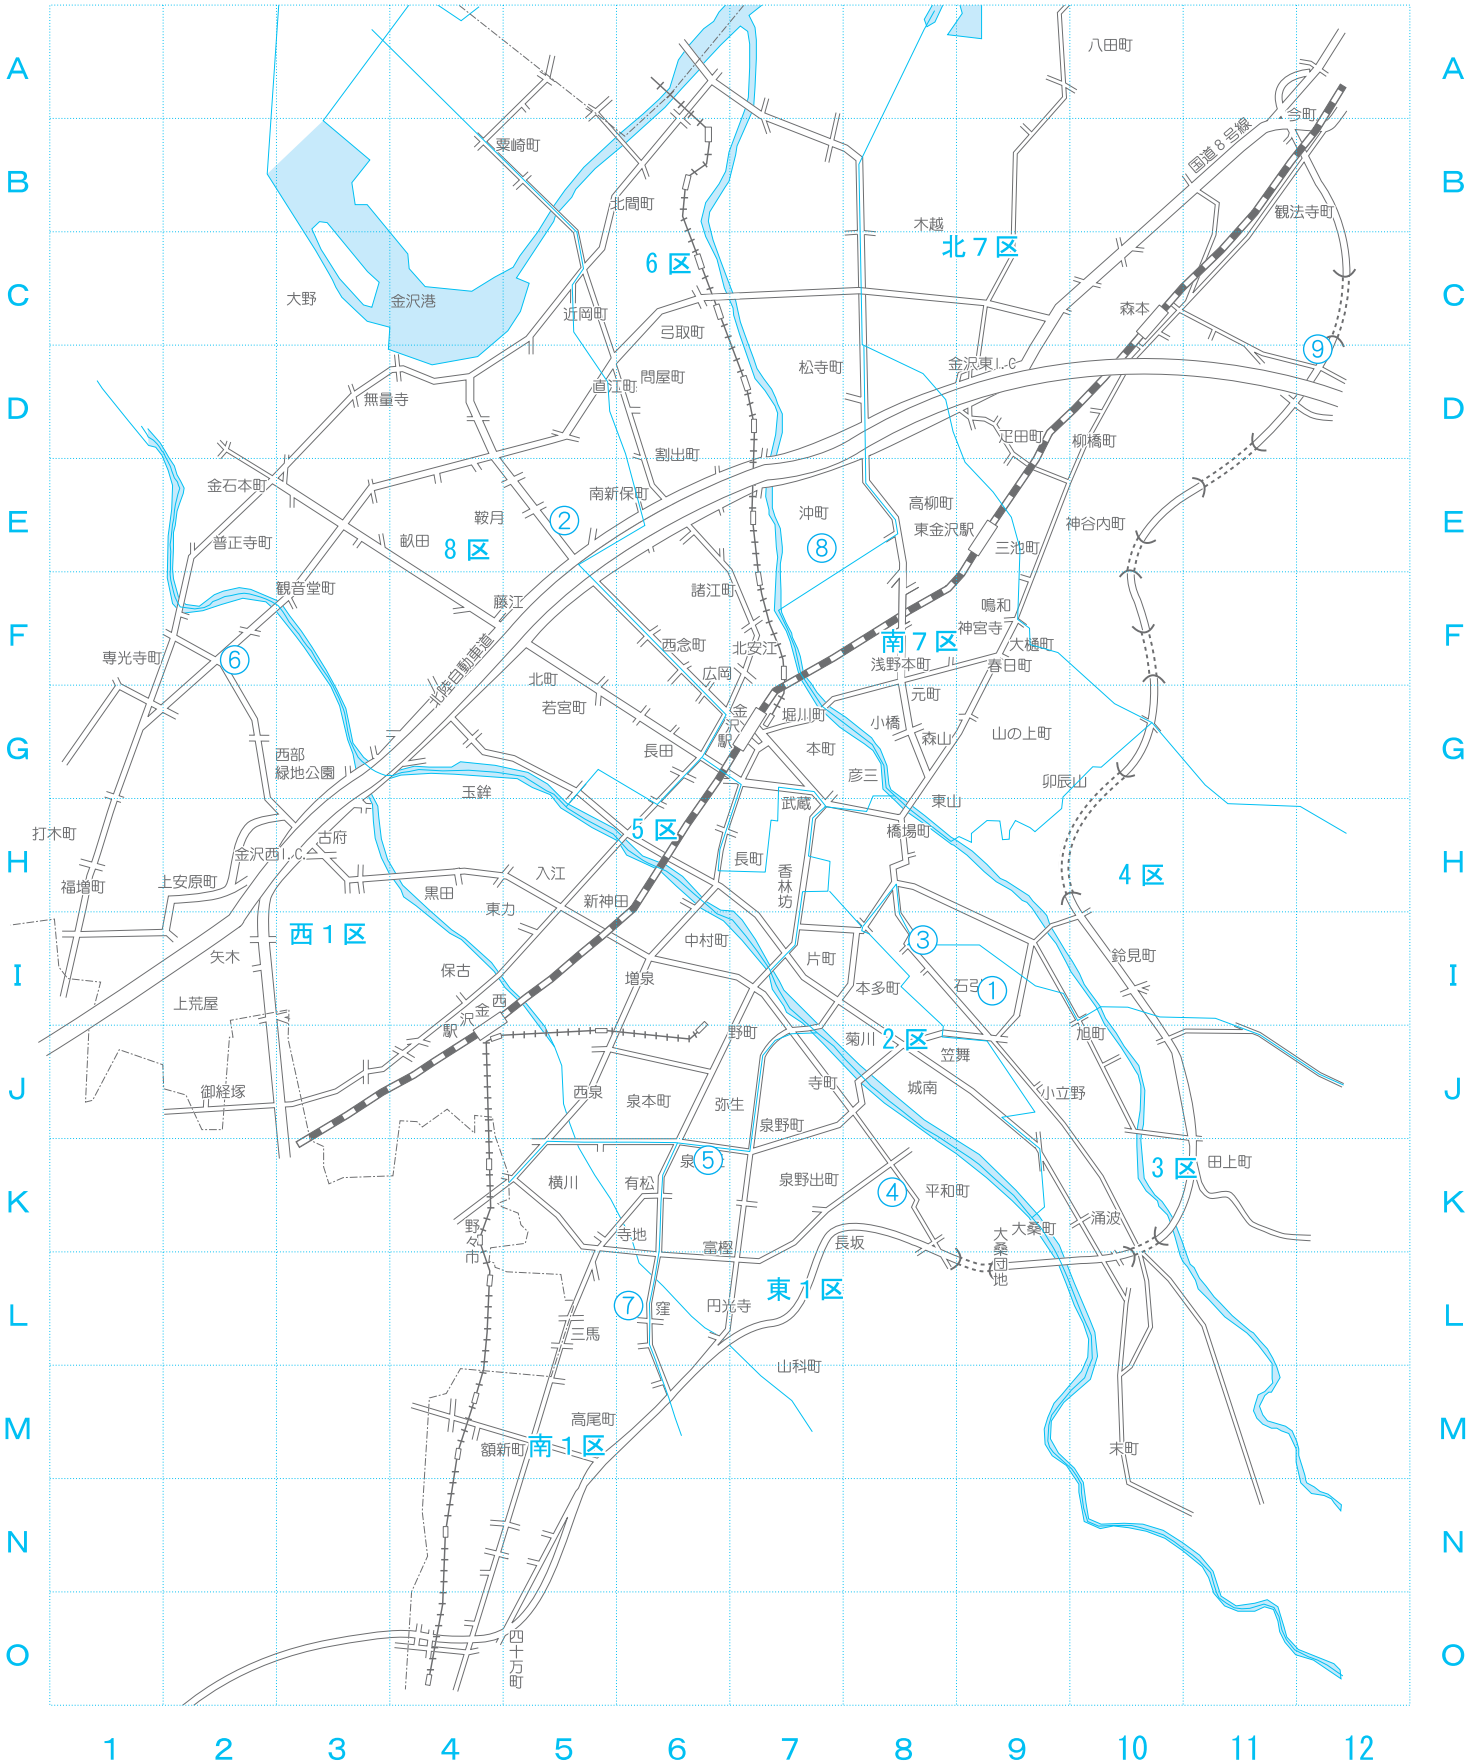 A
A
八田町
今町
国道8号線
粟崎町
B
B
北間町
観法寺町
木越
北7区
6区
C
C
大野
金沢港
近岡町
森本
弓取町
⑨
金沢東I.C
松寺町
問屋町
直江町
無量寺
D
D
疋田町
柳橋町
割出町
金石本町
南新保町
高柳町
沖町
鞍月
②
E
E
神谷内町
東金沢駅
普正寺町
畝田
8区
⑧
三池町
観音堂町
諸江町
藤江
鳴和
神宮寺
F
F
南7区
大樋町
西念町
北安江
専光寺町
⑥
浅野本町
春日町
広岡
北陸自動車道
北町
元町
若宮町
金沢駅
堀川町
小橋
山の上町
森山
G
G
長田
本町
西部
緑地公園
彦三
卯辰山
玉鉾
武蔵
東山
打木町
古府
5区
橋場町
金沢西I.C.
長町
H
H
入江
4区
香林坊
上安原町
福増町
黒田
新神田
東力
西1区
中村町
③
矢木
片町
鈴見町
I
I
保古
増泉
石引
①
本多町
上荒屋
西金沢駅
野町
旭町
菊川
2区
笠舞
寺町
J
J
御経塚
西泉
城南
小立野
泉本町
弥生
泉野町
⑤
3区
田上町
横川
有松
泉野出町
④
平和町
K
K
涌波
野々市
寺地
大桑町
富樫
長坂
大桑団地
東1区
⑦
窪
円光寺
L
L
三馬
山科町
高尾町
M
M
額新町
南1区
末町
N
N
四十万町
O
O
1
2
3
4
5
6
7
8
9
10
11
12